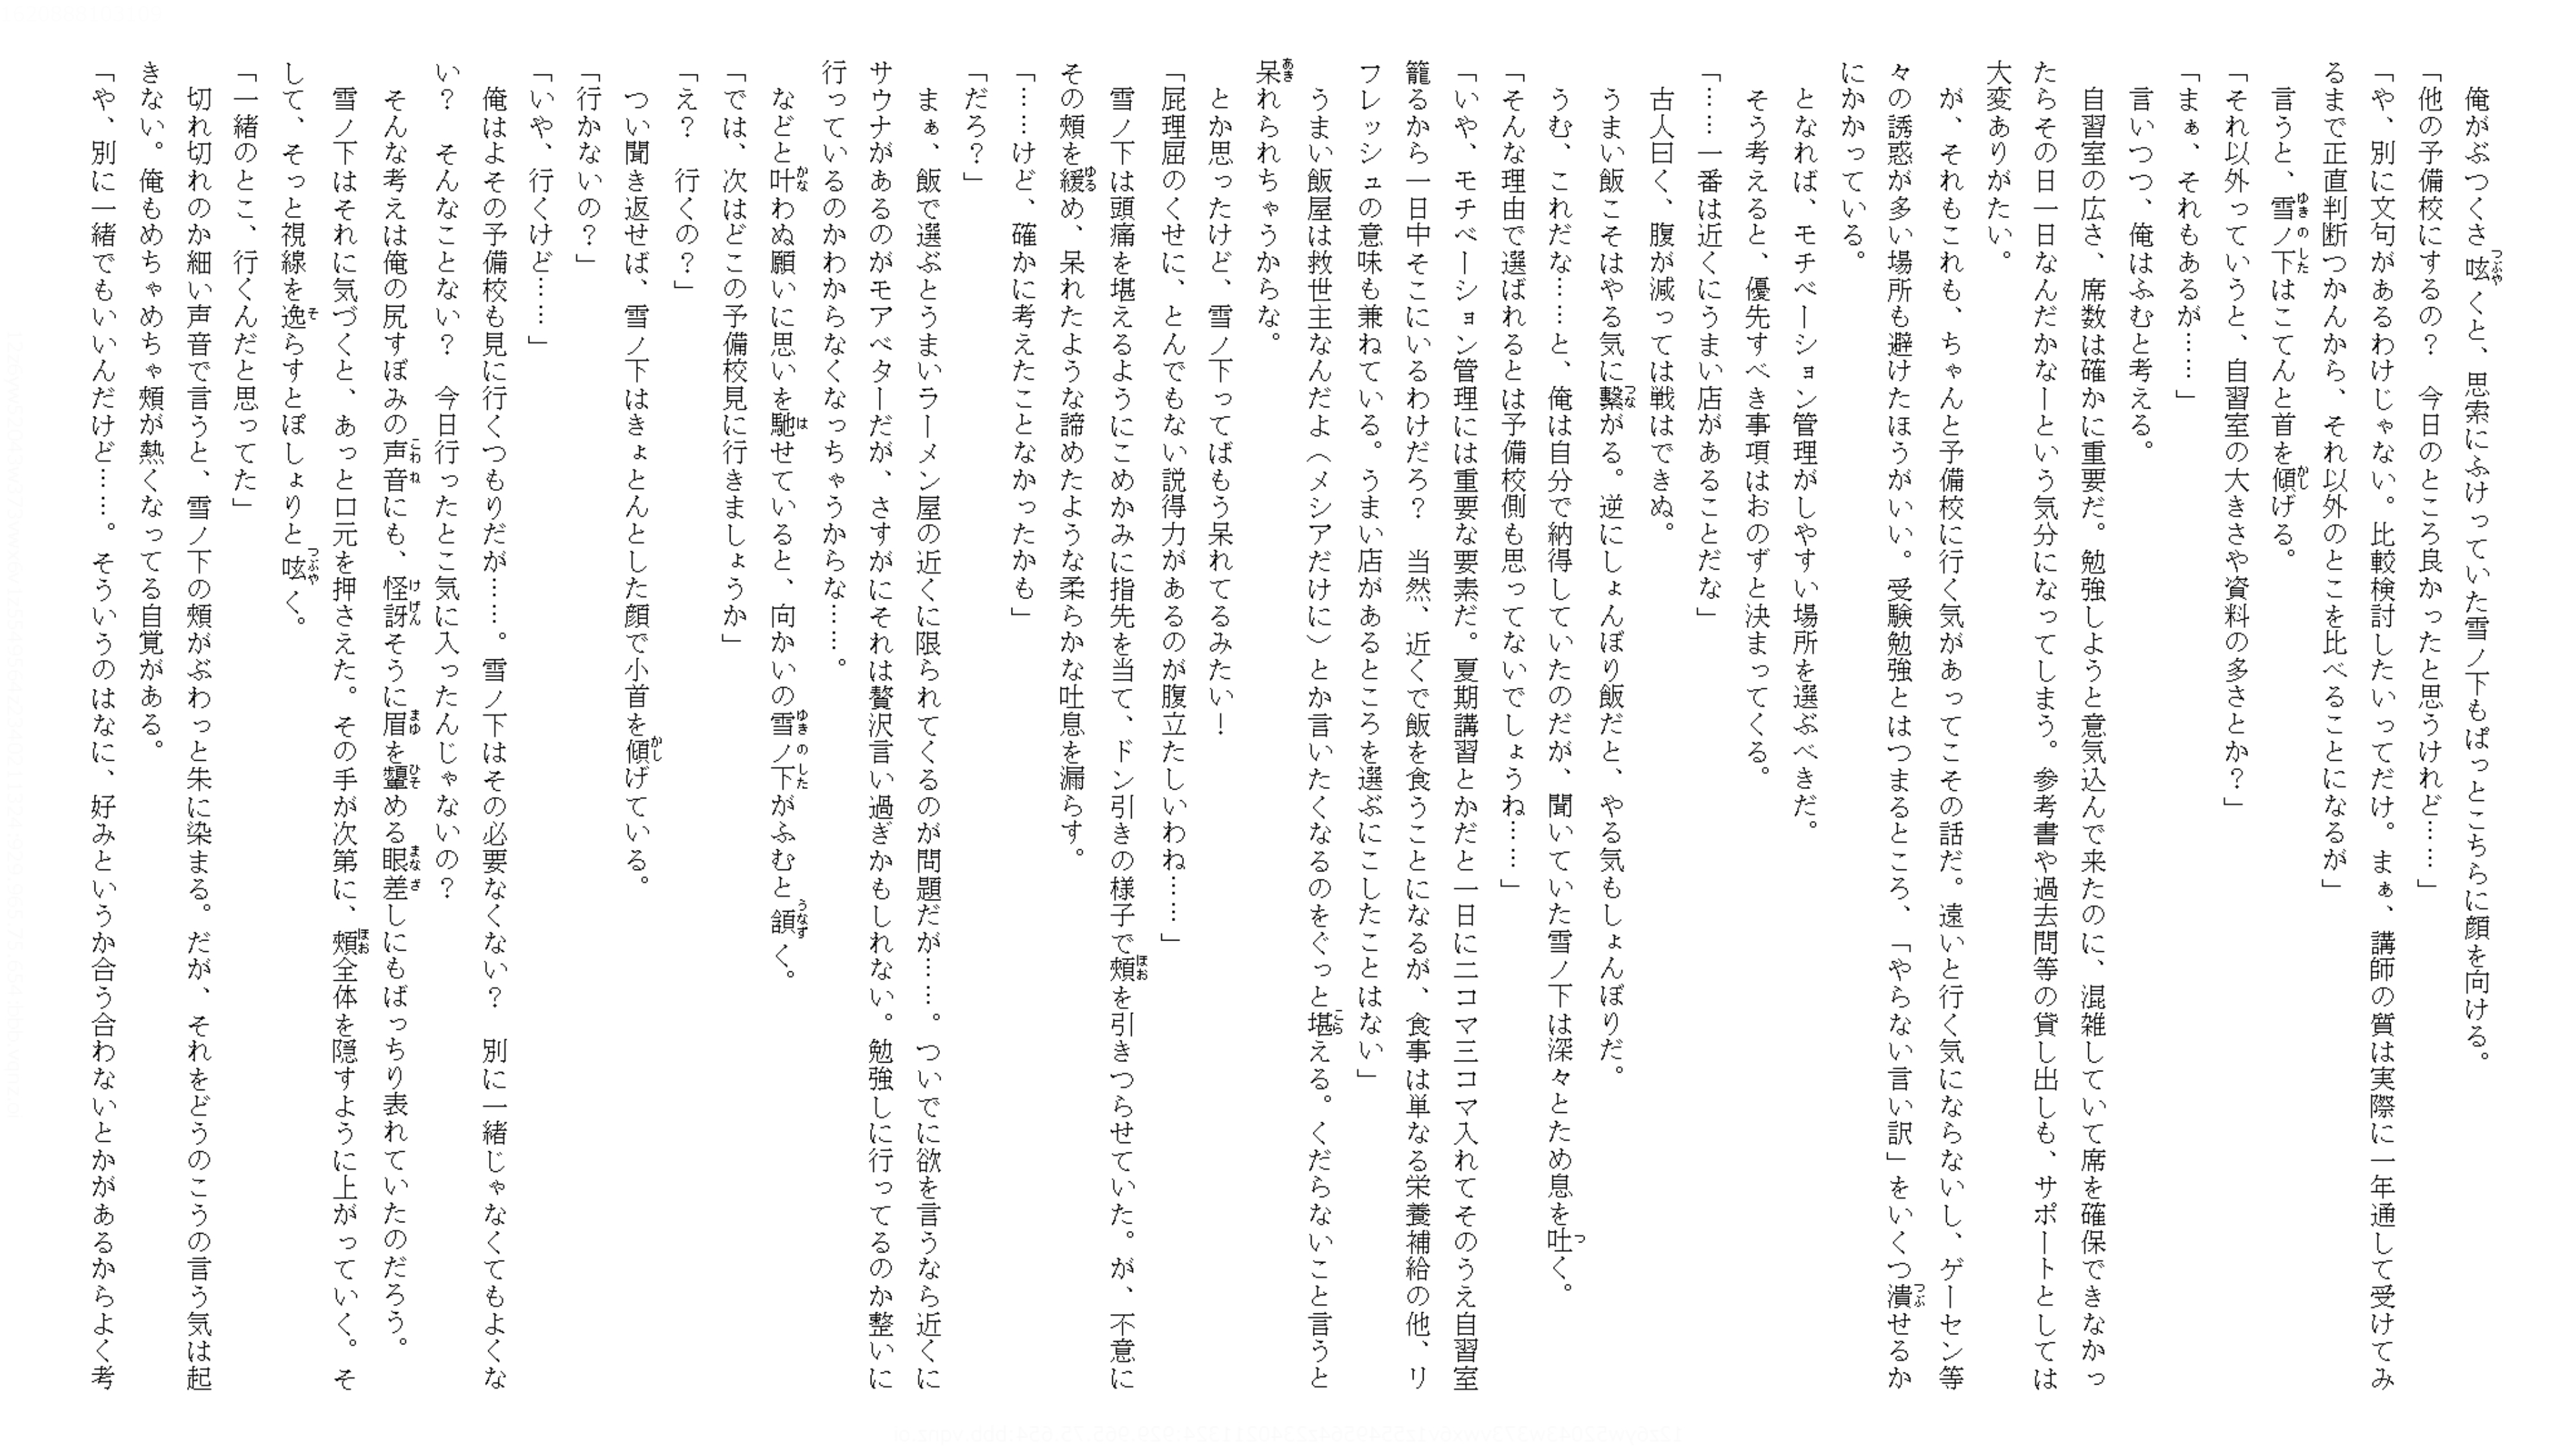 俺がぶつくさ呟くと、思索にふけっていた雪ノ下もぱっとこちらに顔を向ける。
「他の予備校にするの？　今日のところ良かったと思うけれど……」
「や、別に文句があるわけじゃない。比較検討したいってだけ。まぁ、講師の質は実際に一年通して受けてみ
るまで正直判断つかんから、それ以外のとこを比べることになるが」
言うと、雪ノ下はこてんと首を傾げる。
「それ以外っていうと、自習室の大きさや資料の多さとか？」
「まぁ、それもあるが……」
言いつつ、俺はふむと考える。
自習室の広さ、席数は確かに重要だ。勉強しようと意気込んで来たのに、混雑していて席を確保できなかっ
たらその日一日なんだかなーという気分になってしまう。参考書や過去問等の貸し出しも、サポートとしては
大変ありがたい。
が、それもこれも、ちゃんと予備校に行く気があってこその話だ。遠いと行く気にならないし、ゲーセン等
々の誘惑が多い場所も避けたほうがいい。受験勉強とはつまるところ、「やらない言い訳」をいくつ潰せるか
にかかっている。
となれば、モチベーション管理がしやすい場所を選ぶべきだ。
そう考えると、優先すべき事項はおのずと決まってくる。
「……一番は近くにうまい店があることだな」
古人曰く、腹が減っては戦はできぬ。
うまい飯こそはやる気に繋がる。逆にしょんぼり飯だと、やる気もしょんぼりだ。
うむ、これだな……と、俺は自分で納得していたのだが、聞いていた雪ノ下は深々とため息を吐く。
「そんな理由で選ばれるとは予備校側も思ってないでしょうね……」
「いや、モチベーション管理には重要な要素だ。夏期講習とかだと一日に二コマ三コマ入れてそのうえ自習室
籠るから一日中そこにいるわけだろ？　当然、近くで飯を食うことになるが、食事は単なる栄養補給の他、リ
フレッシュの意味も兼ねている。うまい店があるところを選ぶにこしたことはない」
うまい飯屋は救世主なんだよ（メシアだけに）とか言いたくなるのをぐっと堪える。くだらないこと言うと
呆れられちゃうからな。
とか思ったけど、雪ノ下ってばもう呆れてるみたい！
「屁理屈のくせに、とんでもない説得力があるのが腹立たしいわね……」
雪ノ下は頭痛を堪えるようにこめかみに指先を当て、ドン引きの様子で頬を引きつらせていた。が、不意に
その頬を緩め、呆れたような諦めたような柔らかな吐息を漏らす。
「……けど、確かに考えたことなかったかも」
「だろ？」
まぁ、飯で選ぶとうまいラーメン屋の近くに限られてくるのが問題だが……。ついでに欲を言うなら近くに
サウナがあるのがモアベターだが、さすがにそれは贅沢言い過ぎかもしれない。勉強しに行ってるのか整いに
行っているのかわからなくなっちゃうからな……。
などと叶わぬ願いに思いを馳せていると、向かいの雪ノ下がふむと頷く。
「では、次はどこの予備校見に行きましょうか」
「え？　行くの？」
つい聞き返せば、雪ノ下はきょとんとした顔で小首を傾げている。
「行かないの？」
「いや、行くけど……」
俺はよその予備校も見に行くつもりだが……。雪ノ下はその必要なくない？　別に一緒じゃなくてもよくな
い？　そんなことない？　今日行ったとこ気に入ったんじゃないの？
そんな考えは俺の尻すぼみの声音にも、怪訝そうに眉を顰める眼差しにもばっちり表れていたのだろう。
雪ノ下はそれに気づくと、あっと口元を押さえた。その手が次第に、頬全体を隠すように上がっていく。そ
して、そっと視線を逸らすとぽしょりと呟く。
「一緒のとこ、行くんだと思ってた」
切れ切れのか細い声音で言うと、雪ノ下の頬がぶわっと朱に染まる。だが、それをどうのこうの言う気は起
きない。俺もめちゃめちゃ頬が熱くなってる自覚がある。
「や、別に一緒でもいいんだけど……。そういうのはなに、好みというか合う合わないとかがあるからよく考